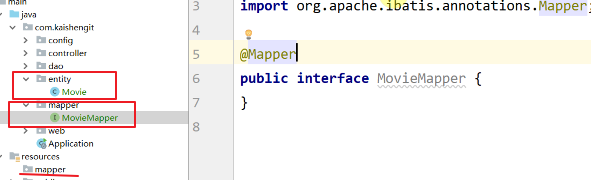 main
java
com.kaishengit
config
controller
dao
entity
Movie
mapper
MovieMapper
web
Application
resources
mapper
3 import org.apache.ibatis.annotations.Mapper;
4
5 @Mapper
6 public interface MovieMapper {
7 }
8